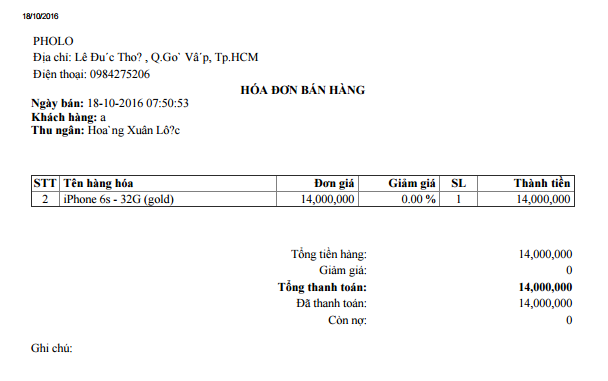 18/10/2016
PHOLO
Địa chỉ: Lê Đu´c Tho? , Q.Go` Vâ´p, Tp.HCM
Điện thoại: 0984275206
HÓA ĐƠN BÁN HÀNG
Ngày bán: 18-10-2016 07:50:53
Khách hàng: a
Thu ngân: Hoa`ng Xuân Lô?c
STT Tên hàng hóa Đơn giá Giảm giá SL Thành tiền
2 iPhone 6s - 32G (gold) 14,000,000 0.00 % 1 14,000,000
Tổng tiền hàng: 14,000,000
Giảm giá: 0
Tổng thanh toán: 14,000,000
Đã thanh toán: 14,000,000
Còn nợ: 0
Ghi chú: